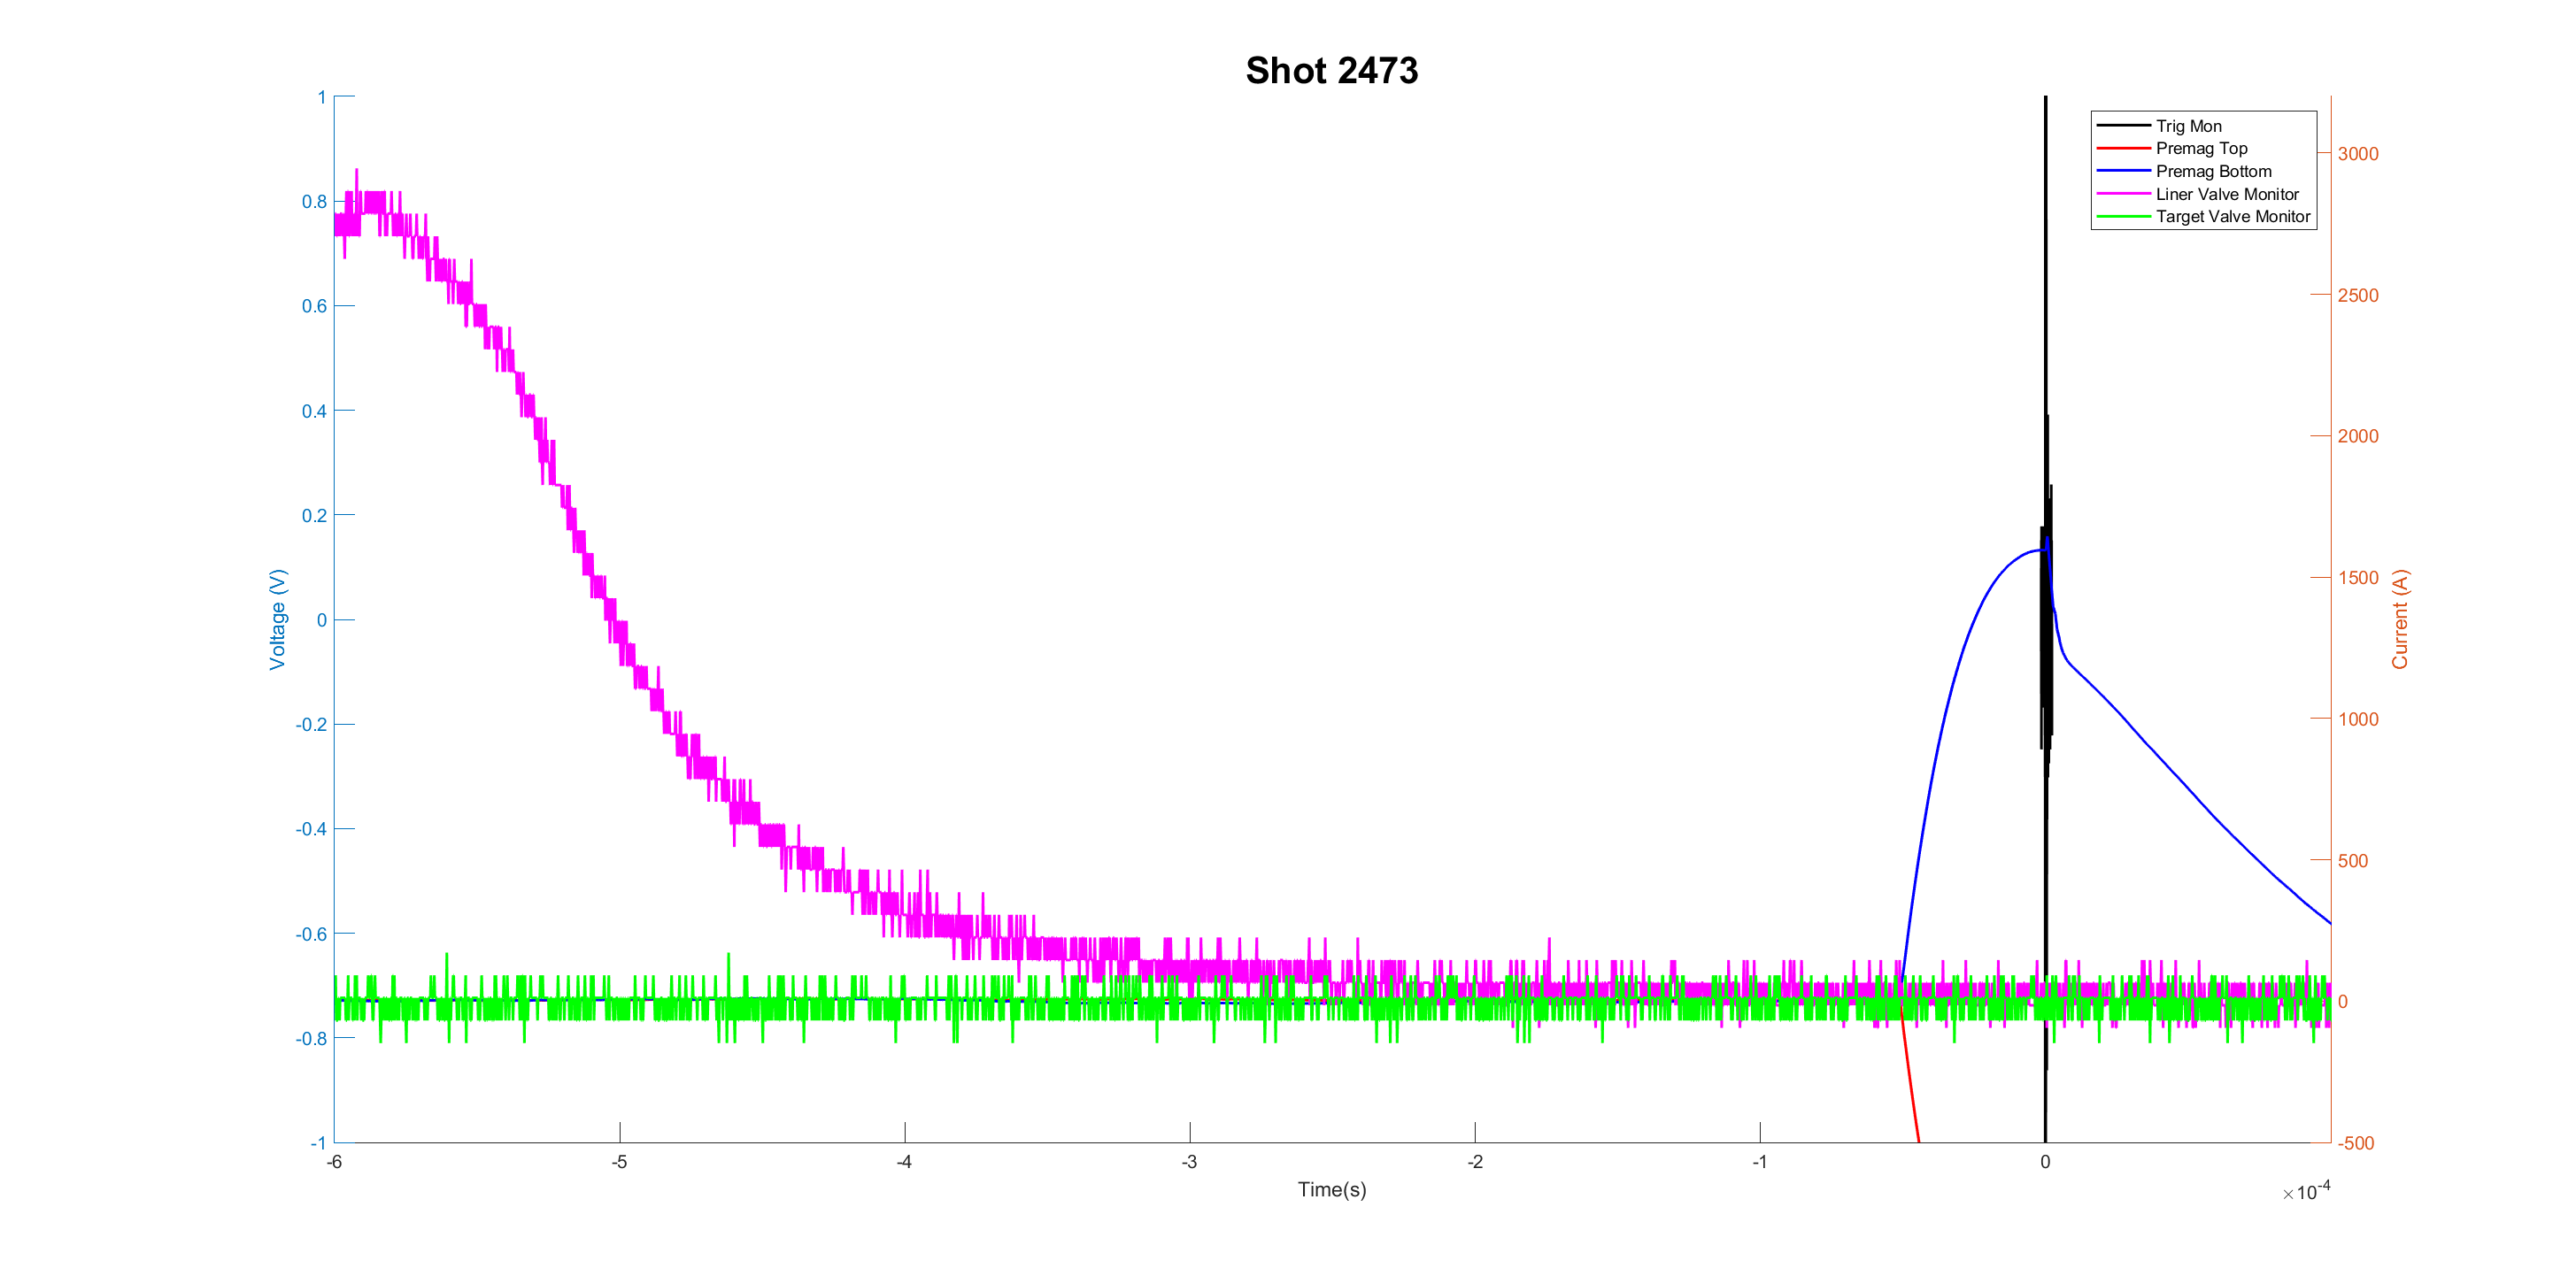 Shot 2473
1
0.8
0.6
0.4
0.2
0
-0.2
-0.4
-0.6
-0.8
-1
Voltage (V)
Trig Mon
Premag Top
Premag Bottom
Liner Valve Monitor
Target Valve Monitor
3000
2500
2000
1500
1000
500
0
-500
Current (A)
-6 -5 -4 -3 -2 -1 0
Time(s)
×10-4